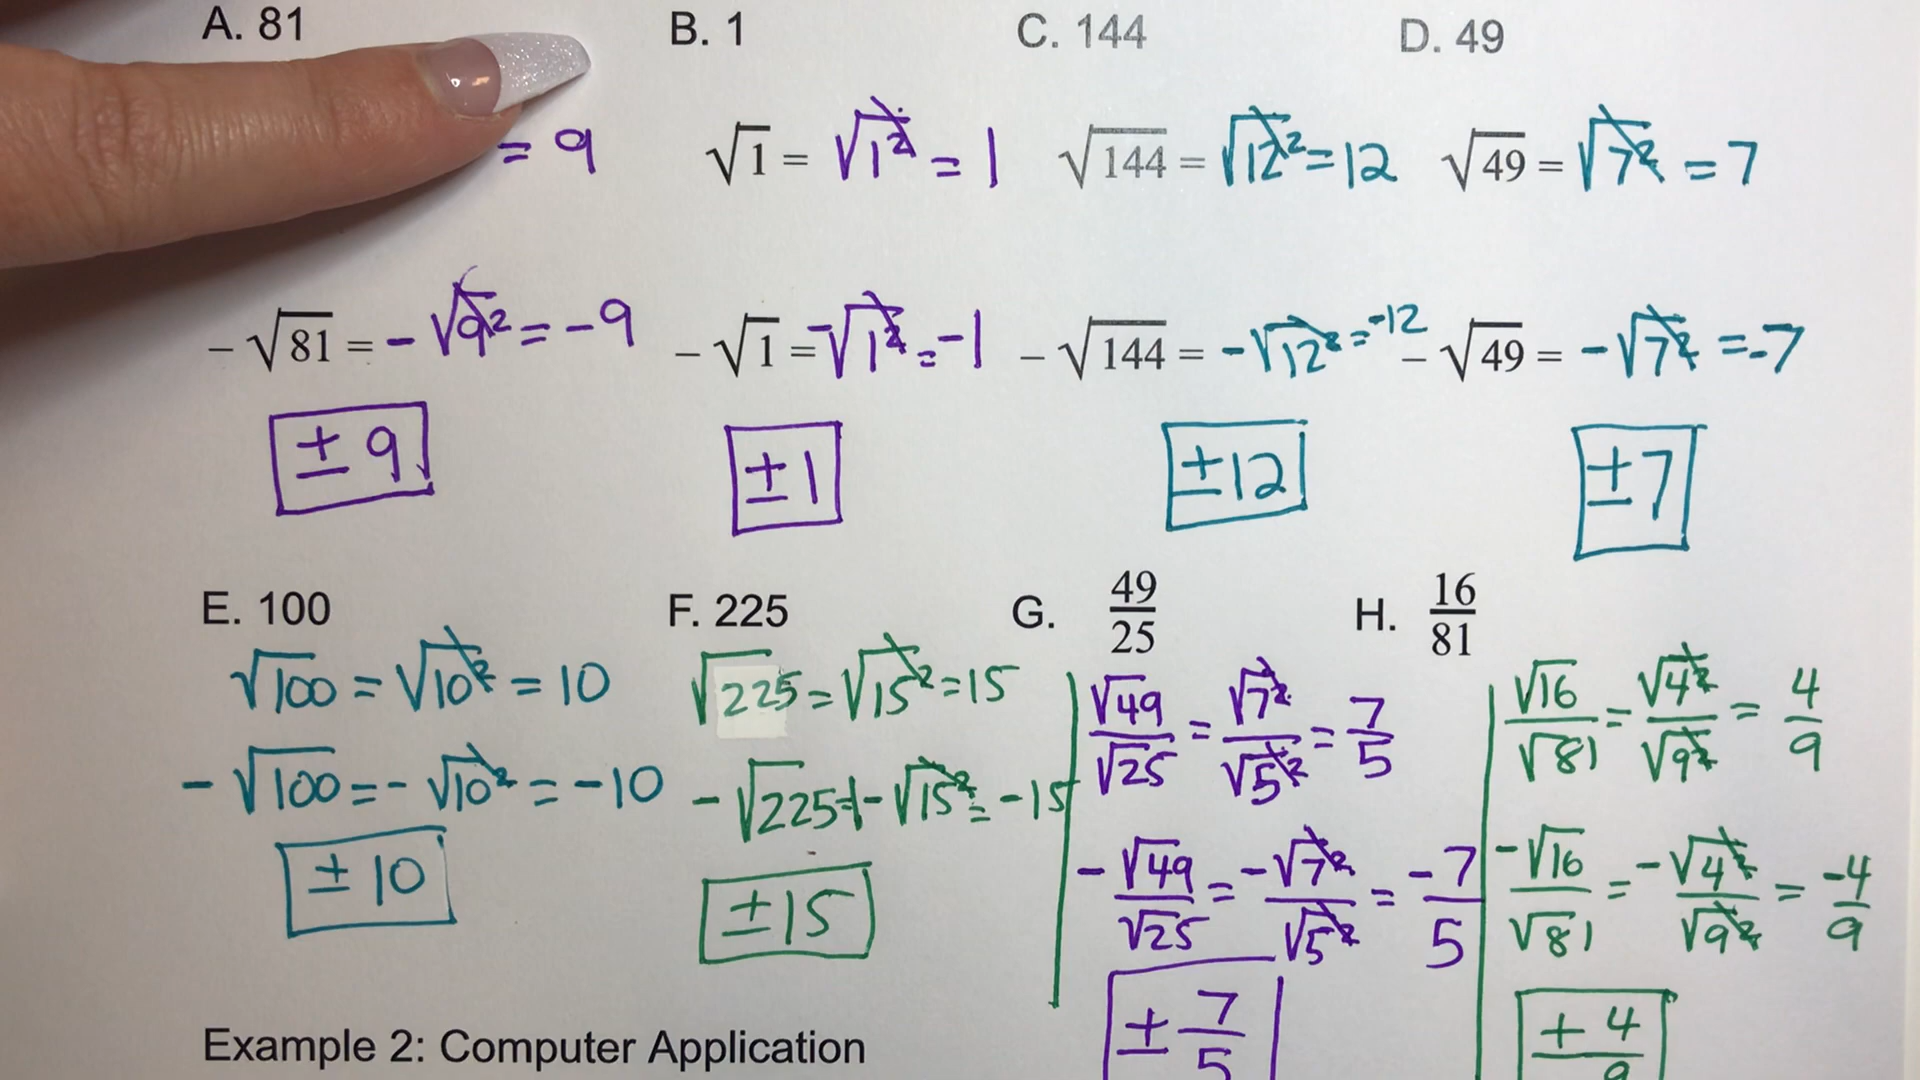 A. 81 B. 1 C. 144 D. 49
= 9 √1 = √1² = 1 √144 = √12² = 12 √49 = √7² = 7
-√81 = -√9² = -9 -√1 = -√1² = -1 -√144 = -√12² = -12 -√49 = -√7² = -7
±9 ±1 ±12 ±7
E. 100 F. 225 G. 49/25 H. 16/81
√100 = √10² = 10 √225 = √15² = 15 √49/√25 = √7²/√5² = 7/5 √16/√81 = √4²/√9² = 4/9
-√100 = -√10² = -10 -√225 = -√15² = -15 -√49/√25 = -√7²/√5² = -7/5 -√16/√81 = -√4²/√9² = -4/9
±10 ±15 ±7/5 ±4/9
Example 2: Computer Application